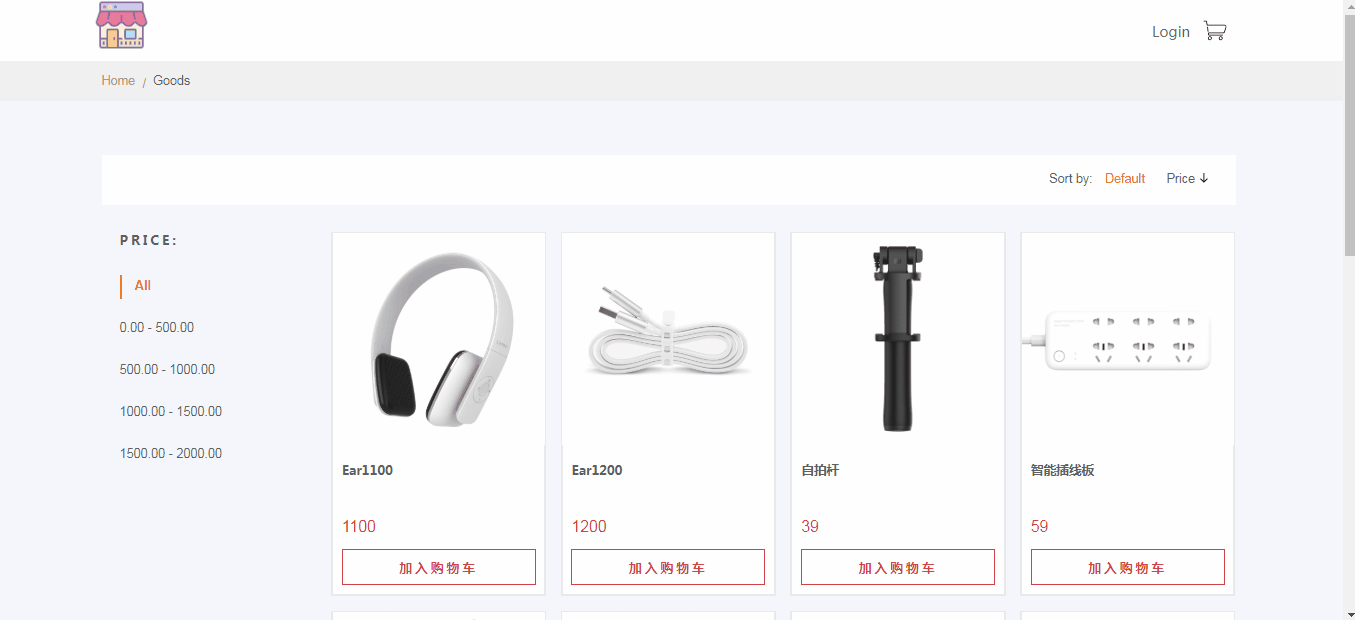 Login
Home / Goods
Sort by: Default Price ↓
PRICE:
All
0.00 - 500.00
500.00 - 1000.00
1000.00 - 1500.00
1500.00 - 2000.00
Ear1100
1100
加入购物车
Ear1200
1200
加入购物车
自拍杆
39
加入购物车
智能插线板
59
加入购物车